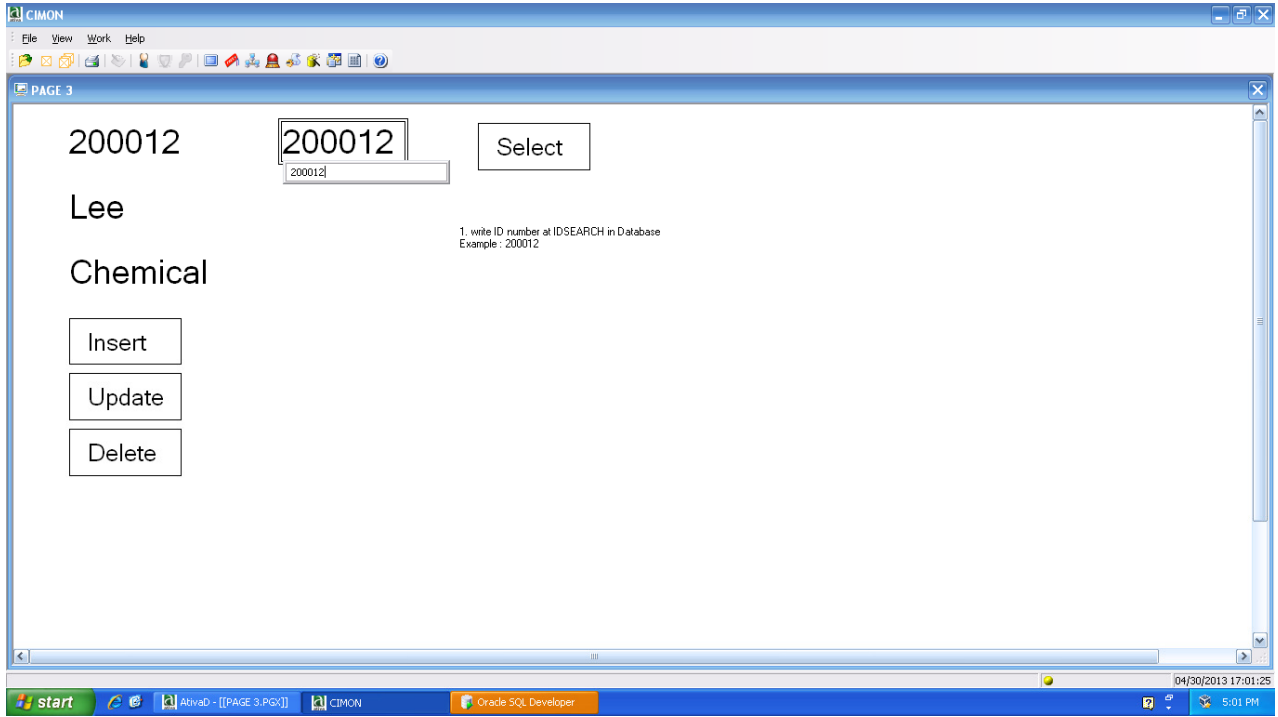 CIMON
File View Work Help
PAGE 3
200012
200012
Select
200012
Lee
1. write ID number at IDSEARCH in Database
Example : 200012
Chemical
Insert
Update
Delete
04/30/2013 17:01:25
start
AtivaD - [[PAGE 3.PGX]]
CIMON
Oracle SQL Developer
5:01 PM